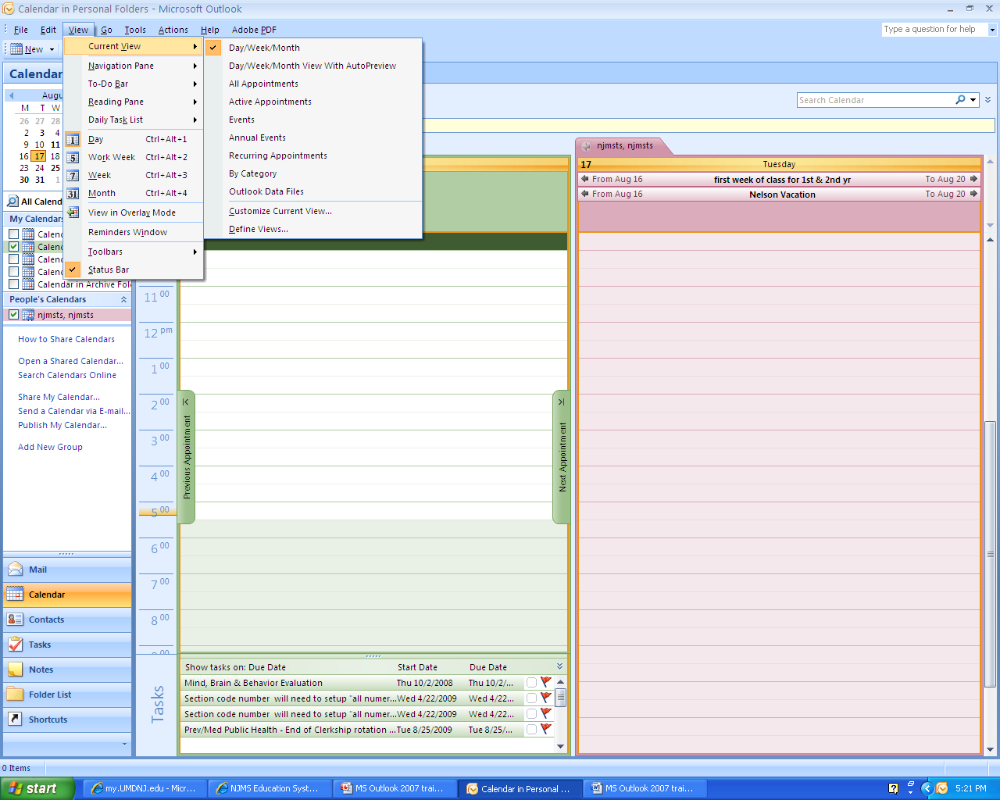 Calendar in Personal Folders - Microsoft Outlook
File Edit View Go Tools Actions Help Adobe PDF
Type a question for help
New
Current View
Navigation Pane
To-Do Bar
Reading Pane
Daily Task List
Day Ctrl+Alt+1
Work Week Ctrl+Alt+2
Week Ctrl+Alt+3
Month Ctrl+Alt+4
View in Overlay Mode
Reminders Window
Toolbars
Status Bar
Day/Week/Month
Day/Week/Month View With AutoPreview
All Appointments
Active Appointments
Events
Annual Events
Recurring Appointments
By Category
Outlook Data Files
Customize Current View...
Define Views...
Search Calendar
Calendar
Augu
M T W
26 27 28
2 3 4
9 10 11
16 17 18
23 24 25
30 31 1
All Calend
My Calendars
Calen
Calen
Calen
Calen
Calendar in Archive Fol
People's Calendars
njmsts, njmsts
How to Share Calendars
Open a Shared Calendar...
Search Calendars Online
Share My Calendar...
Send a Calendar via E-mail...
Publish My Calendar...
Add New Group
Mail
Calendar
Contacts
Tasks
Notes
Folder List
Shortcuts
11 00
12 pm
1 00
2 00
3 00
4 00
5 00
6 00
7 00
8 00
Previous Appointment
Next Appointment
njmsts, njmsts
17 Tuesday
From Aug 16 first week of class for 1st & 2nd yr To Aug 20
From Aug 16 Nelson Vacation To Aug 20
Tasks
Show tasks on: Due Date Start Date Due Date
Mind, Brain & Behavior Evaluation Thu 10/2/2008 Thu 10/2/...
Section code number will need to setup "all numer... Wed 4/22/2009 Wed 4/22...
Section code number will need to setup "all numer... Wed 4/22/2009 Wed 4/22...
Prev/Med Public Health - End of Clerkship rotation ... Tue 8/25/2009 Tue 8/25/...
0 Items
start
my.UMDNJ.edu - Micr...
NJMS Education Syst...
MS Outlook 2007 trai...
Calendar in Personal ...
MS Outlook 2007 trai...
5:21 PM